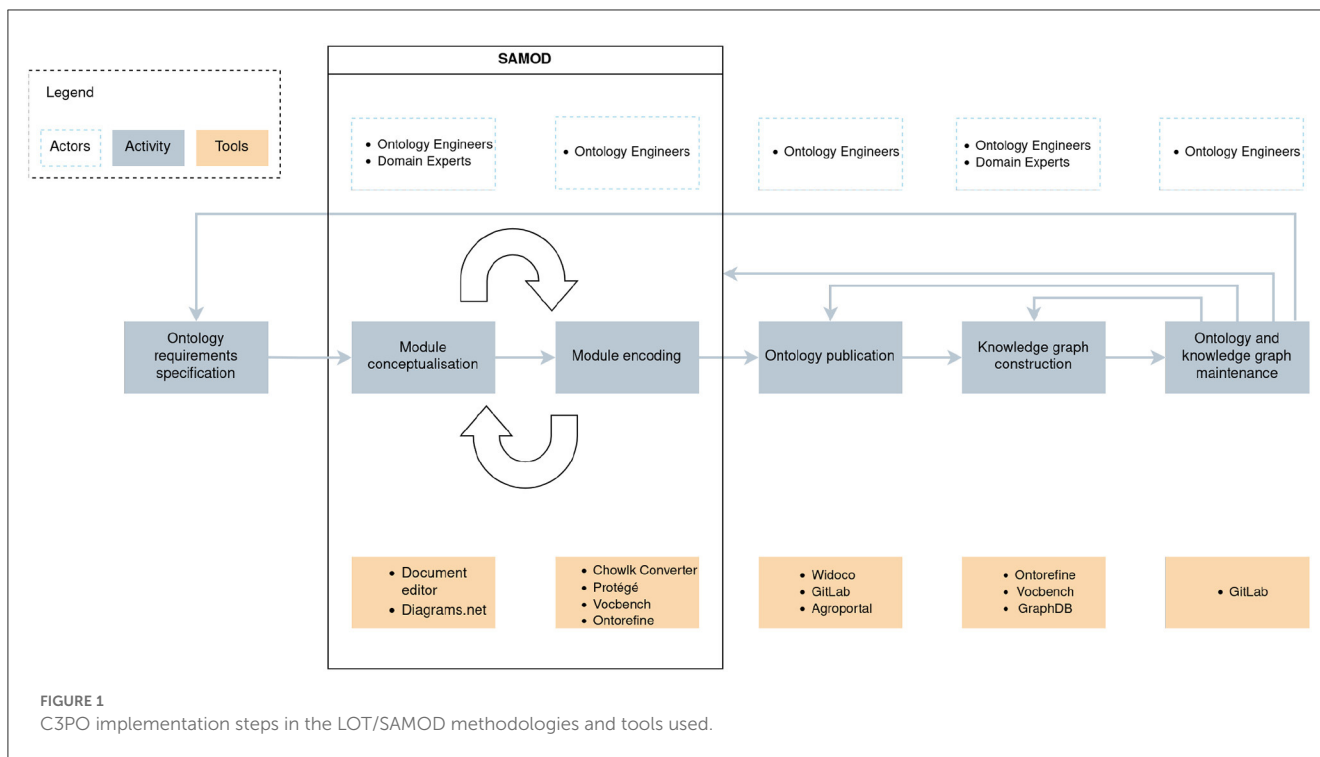 SAMOD
Legend
Actors
Activity
Tools
• Ontology Engineers
• Domain Experts
• Ontology Engineers
• Ontology Engineers
• Ontology Engineers
• Domain Experts
• Ontology Engineers
Ontology
requirements
specification
Module
conceptualisation
Module encoding
Ontology publication
Knowledge graph
construction
Ontology and
knowledge graph
maintenance
• Document
editor
• Diagrams.net
• Chowlk Converter
• Protégé
• Vocbench
• Ontorefine
• Widoco
• GitLab
• Agroportal
• Ontorefine
• Vocbench
• GraphDB
• GitLab
FIGURE 1
C3PO implementation steps in the LOT/SAMOD methodologies and tools used.